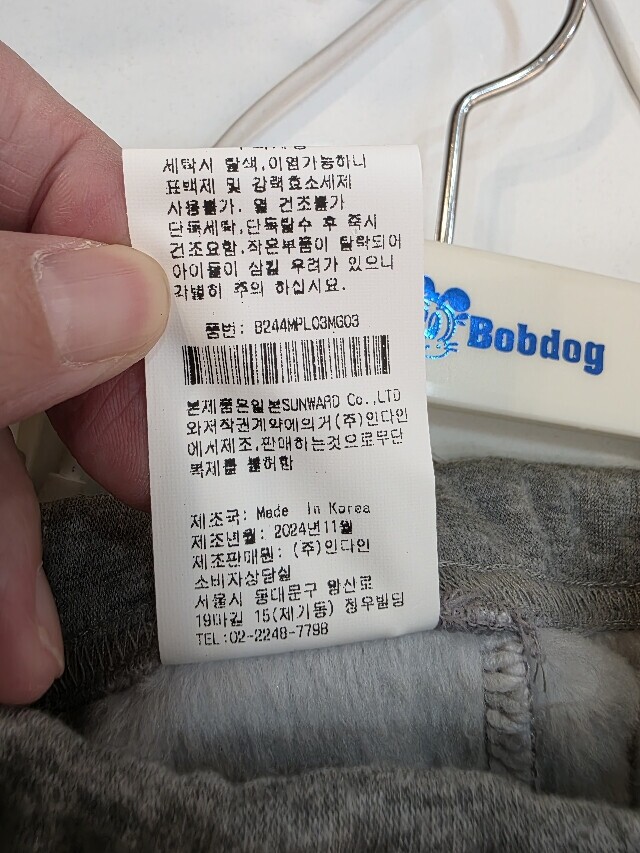 세탁시 탈색,이염가능하니
표백제 및 강력효소세제
사용불가. 열 건조불가
단독세탁,단독탈수 후 즉시
건조요함.작은부품이 탈락되어
아이들이 삼킬 우려가 있으니
각별히 주의 하십시요.
품번: B244MPL03MG03
본제품은일본SUNWARD Co.,LTD
와저작권계약에의거(주)인다인
에서제조,판매하는것으로무단
복제를 불허함
제조국: Made In Korea
제조년월: 2024년11월
제조판매원: (주)인다인
소비자상담실
서울시 동대문구 왕산로
19마길 15(제기동) 청우빌딩
TEL:02-2248-7798
Bobdog